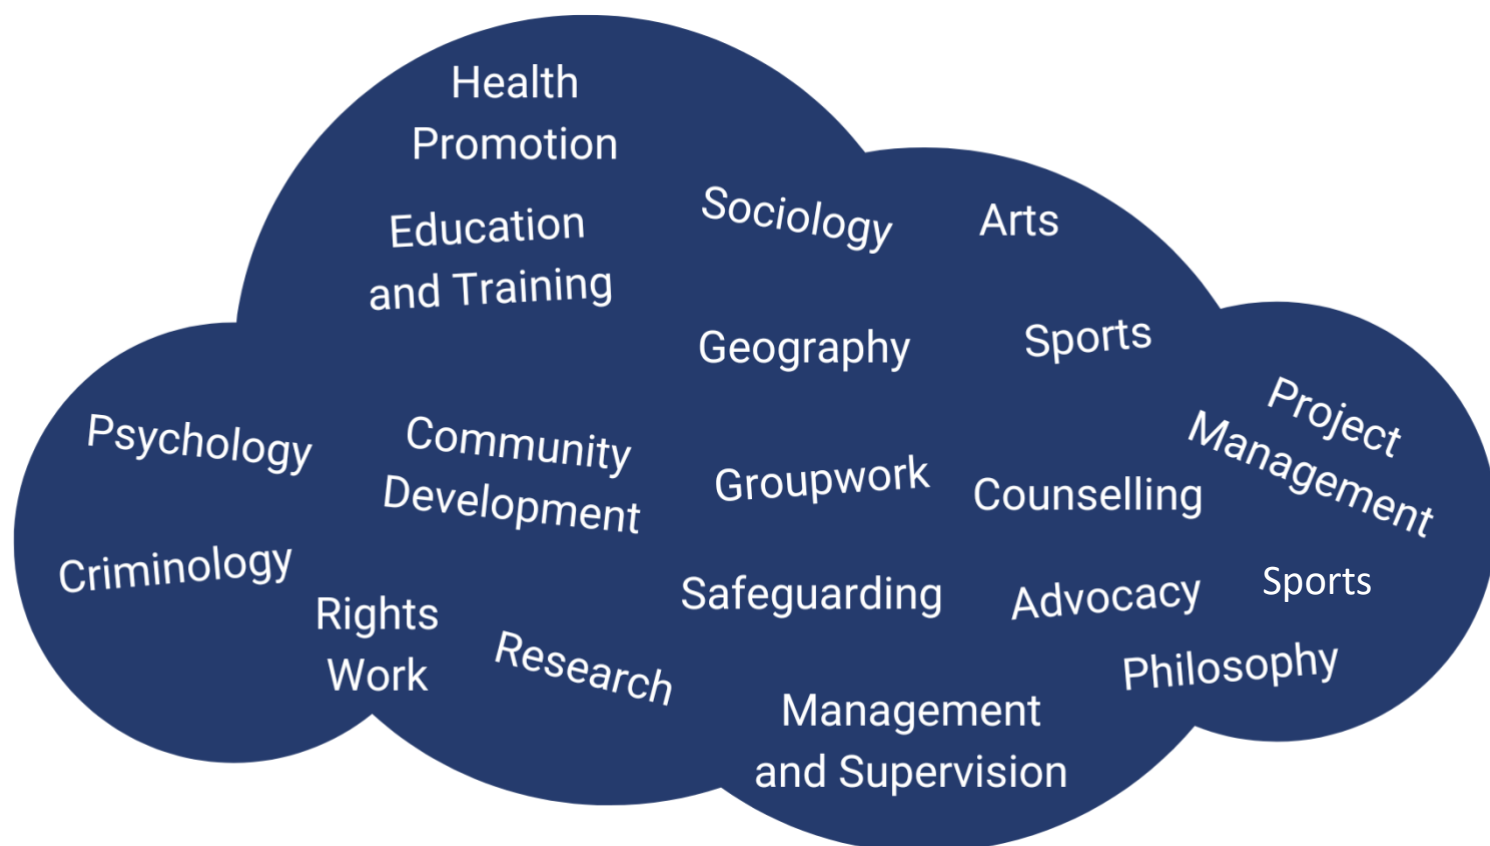 Health
Promotion
Education
and Training
Sociology
Arts
Geography
Sports
Project
Management
Psychology
Community
Development
Groupwork
Counselling
Criminology
Rights
Work
Research
Safeguarding
Advocacy
Sports
Philosophy
Management
and Supervision